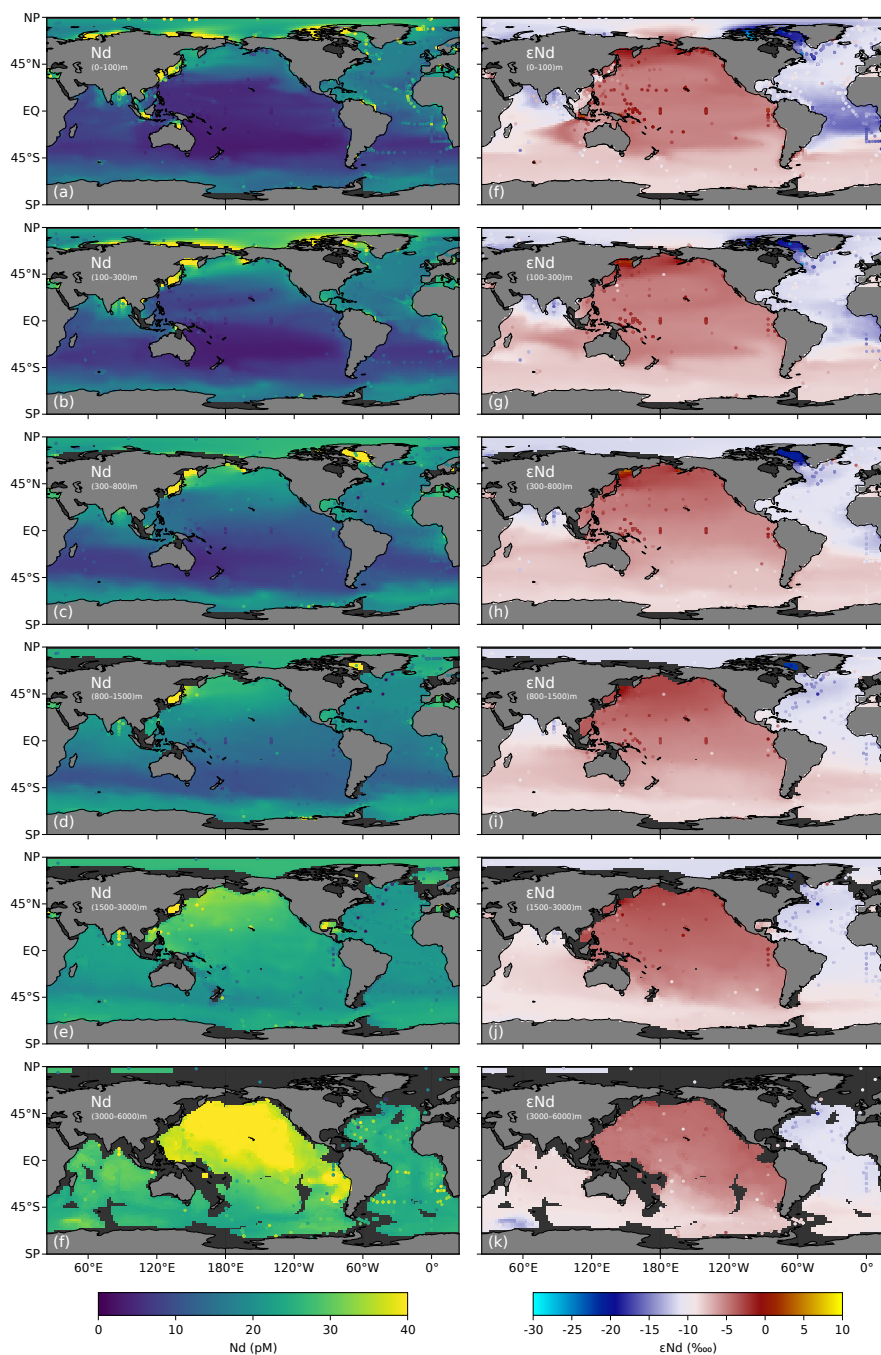 NP
45°N
EQ
45°S
SP
Nd
(0–100)m
(a)
εNd
(0–100)m
(f)
NP
45°N
EQ
45°S
SP
Nd
(100–300)m
(b)
εNd
(100–300)m
(g)
NP
45°N
EQ
45°S
SP
Nd
(300–800)m
(c)
εNd
(300–800)m
(h)
NP
45°N
EQ
45°S
SP
Nd
(800–1500)m
(d)
εNd
(800–1500)m
(i)
NP
45°N
EQ
45°S
SP
Nd
(1500–3000)m
(e)
εNd
(1500–3000)m
(j)
NP
45°N
EQ
45°S
SP
Nd
(3000-6000)m
(f)
εNd
(3000-6000)m
(k)
60°E 120°E 180°W 120°W 60°W 0°
60°E 120°E 180°W 120°W 60°W 0°
0 10 20 30 40
Nd (pM)
-30 -25 -20 -15 -10 -5 0 5 10
εNd (‱)